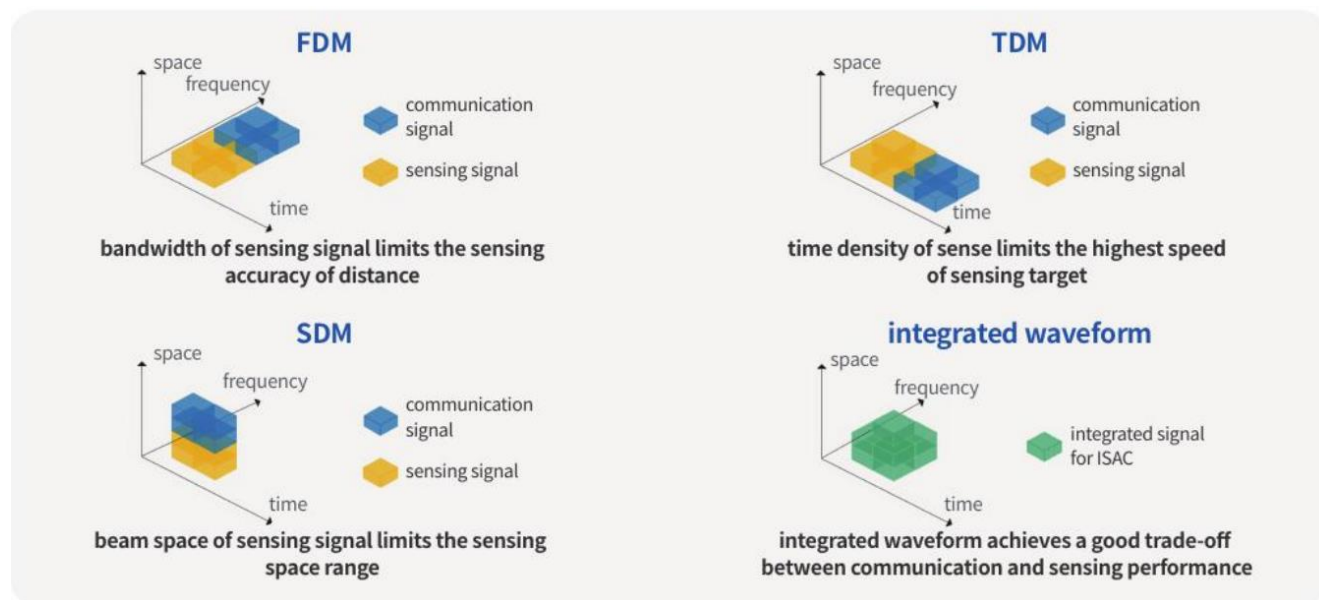 FDM
space
frequency
communication
signal
sensing signal
time
bandwidth of sensing signal limits the sensing
accuracy of distance
TDM
space
frequency
communication
signal
sensing signal
time
time density of sense limits the highest speed
of sensing target
SDM
space
frequency
communication
signal
sensing signal
time
beam space of sensing signal limits the sensing
space range
integrated waveform
space
frequency
integrated signal
for ISAC
time
integrated waveform achieves a good trade-off
between communication and sensing performance